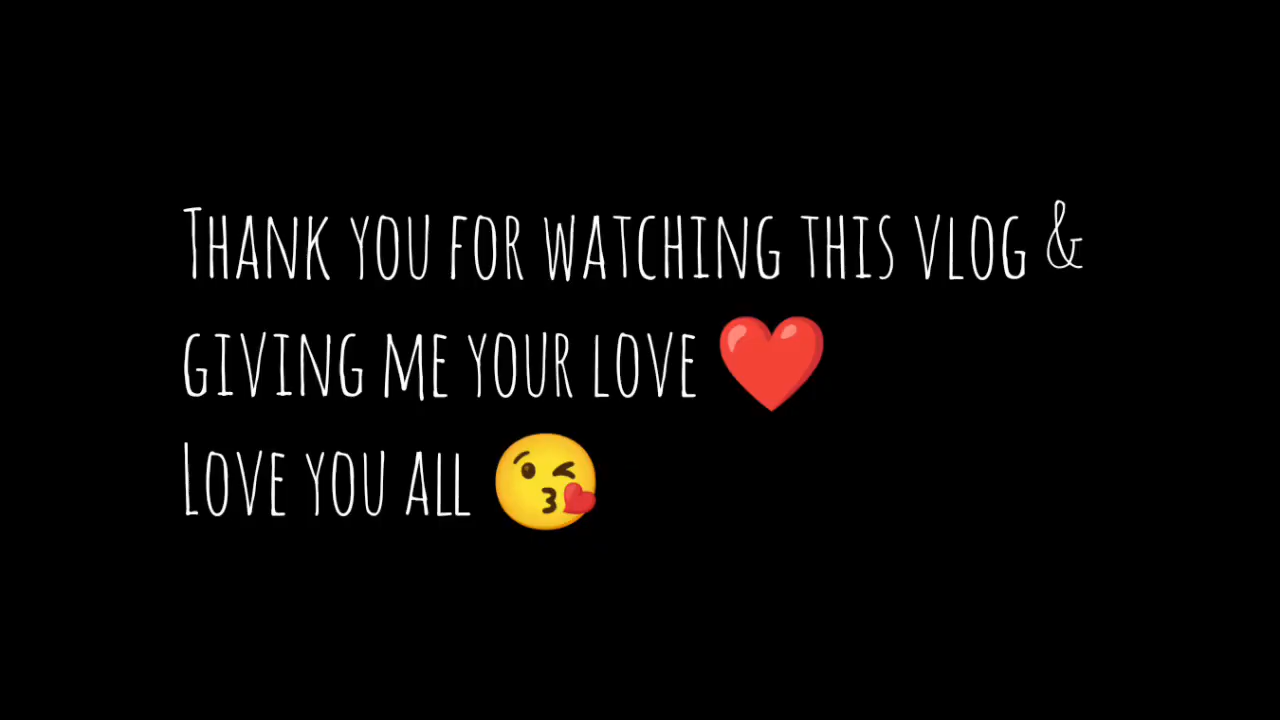 Thank you for watching this vlog &
giving me your love ❤️
Love you all 😘